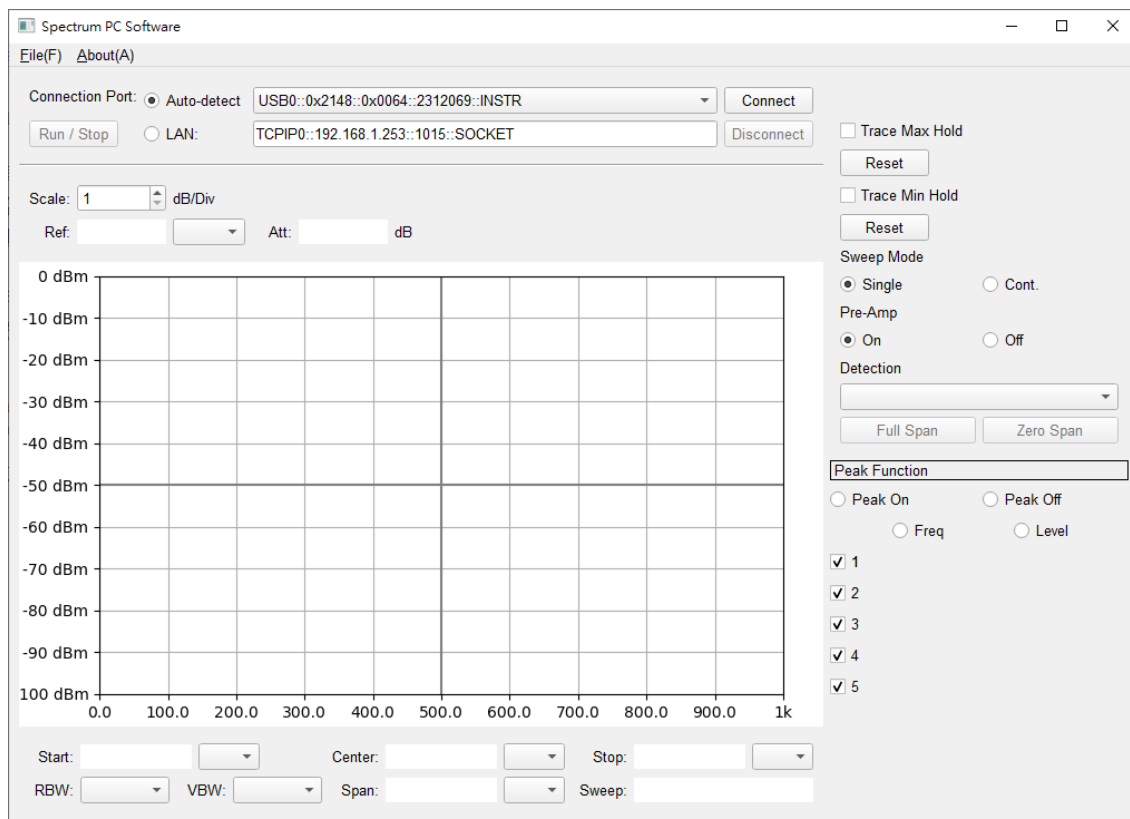 Spectrum PC Software
File(F) About(A)
Connection Port: Auto-detect USB0::0x2148::0x0064::2312069::INSTR Connect
Run / Stop LAN: TCPIP0::192.168.1.253::1015::SOCKET Disconnect
Trace Max Hold
Reset
Trace Min Hold
Reset
Scale: 1 dB/Div
Ref: Att: dB
Sweep Mode
Single Cont.
Pre-Amp
On Off
Detection
Full Span Zero Span
Peak Function
Peak On Peak Off
Freq Level
1
2
3
4
5
0 dBm
-10 dBm
-20 dBm
-30 dBm
-40 dBm
-50 dBm
-60 dBm
-70 dBm
-80 dBm
-90 dBm
100 dBm
0.0 100.0 200.0 300.0 400.0 500.0 600.0 700.0 800.0 900.0 1k
Start: Center: Stop:
RBW: VBW: Span: Sweep: